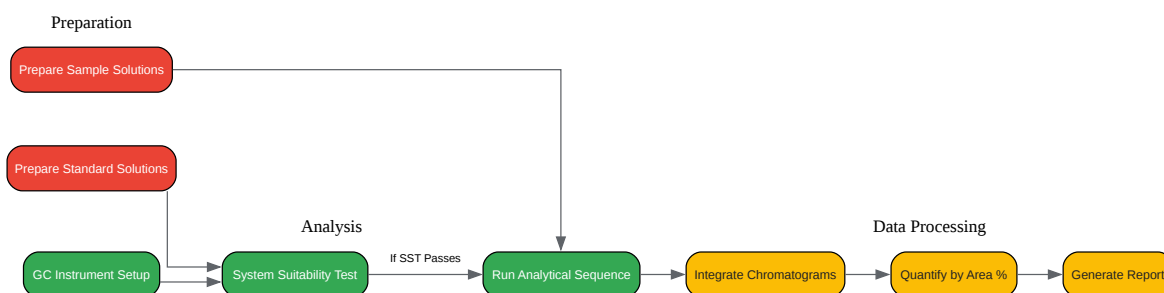 Preparation
Prepare Sample Solutions
Prepare Standard Solutions
Analysis
Data Processing
If SST Passes
GC Instrument Setup
System Suitability Test
Run Analytical Sequence
Integrate Chromatograms
Quantify by Area %
Generate Report